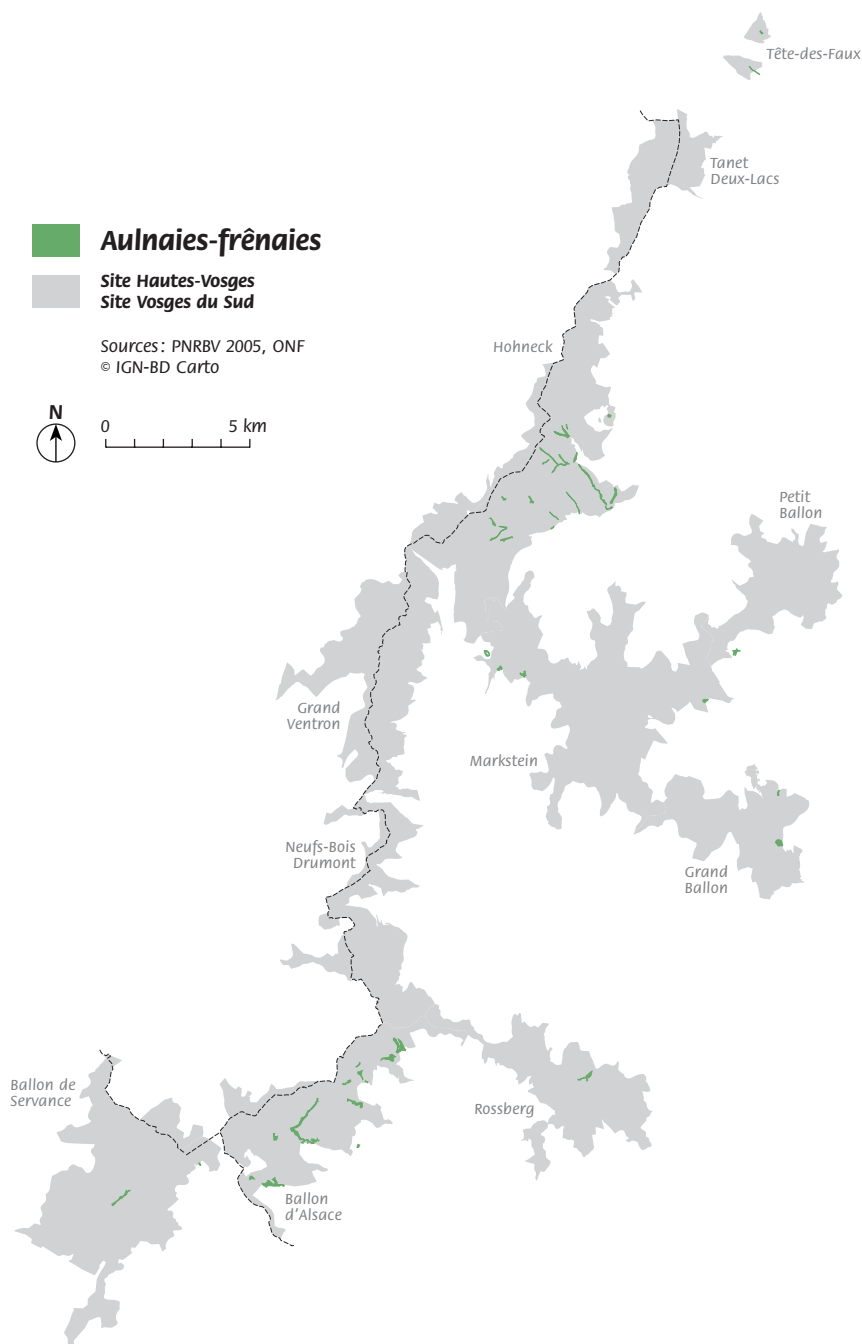 Tête-des-Faux
Tanet
Deux-Lacs
Aulnaies-frênaies
Site Hautes-Vosges
Site Vosges du Sud
Sources : PNRBV 2005, ONF
© IGN-BD Carto
N
0 5 km
Hohneck
Petit
Ballon
Grand
Ventron
Markstein
Neufs-Bois
Drumont
Grand
Ballon
Ballon de
Servance
Rossberg
Ballon
d'Alsace